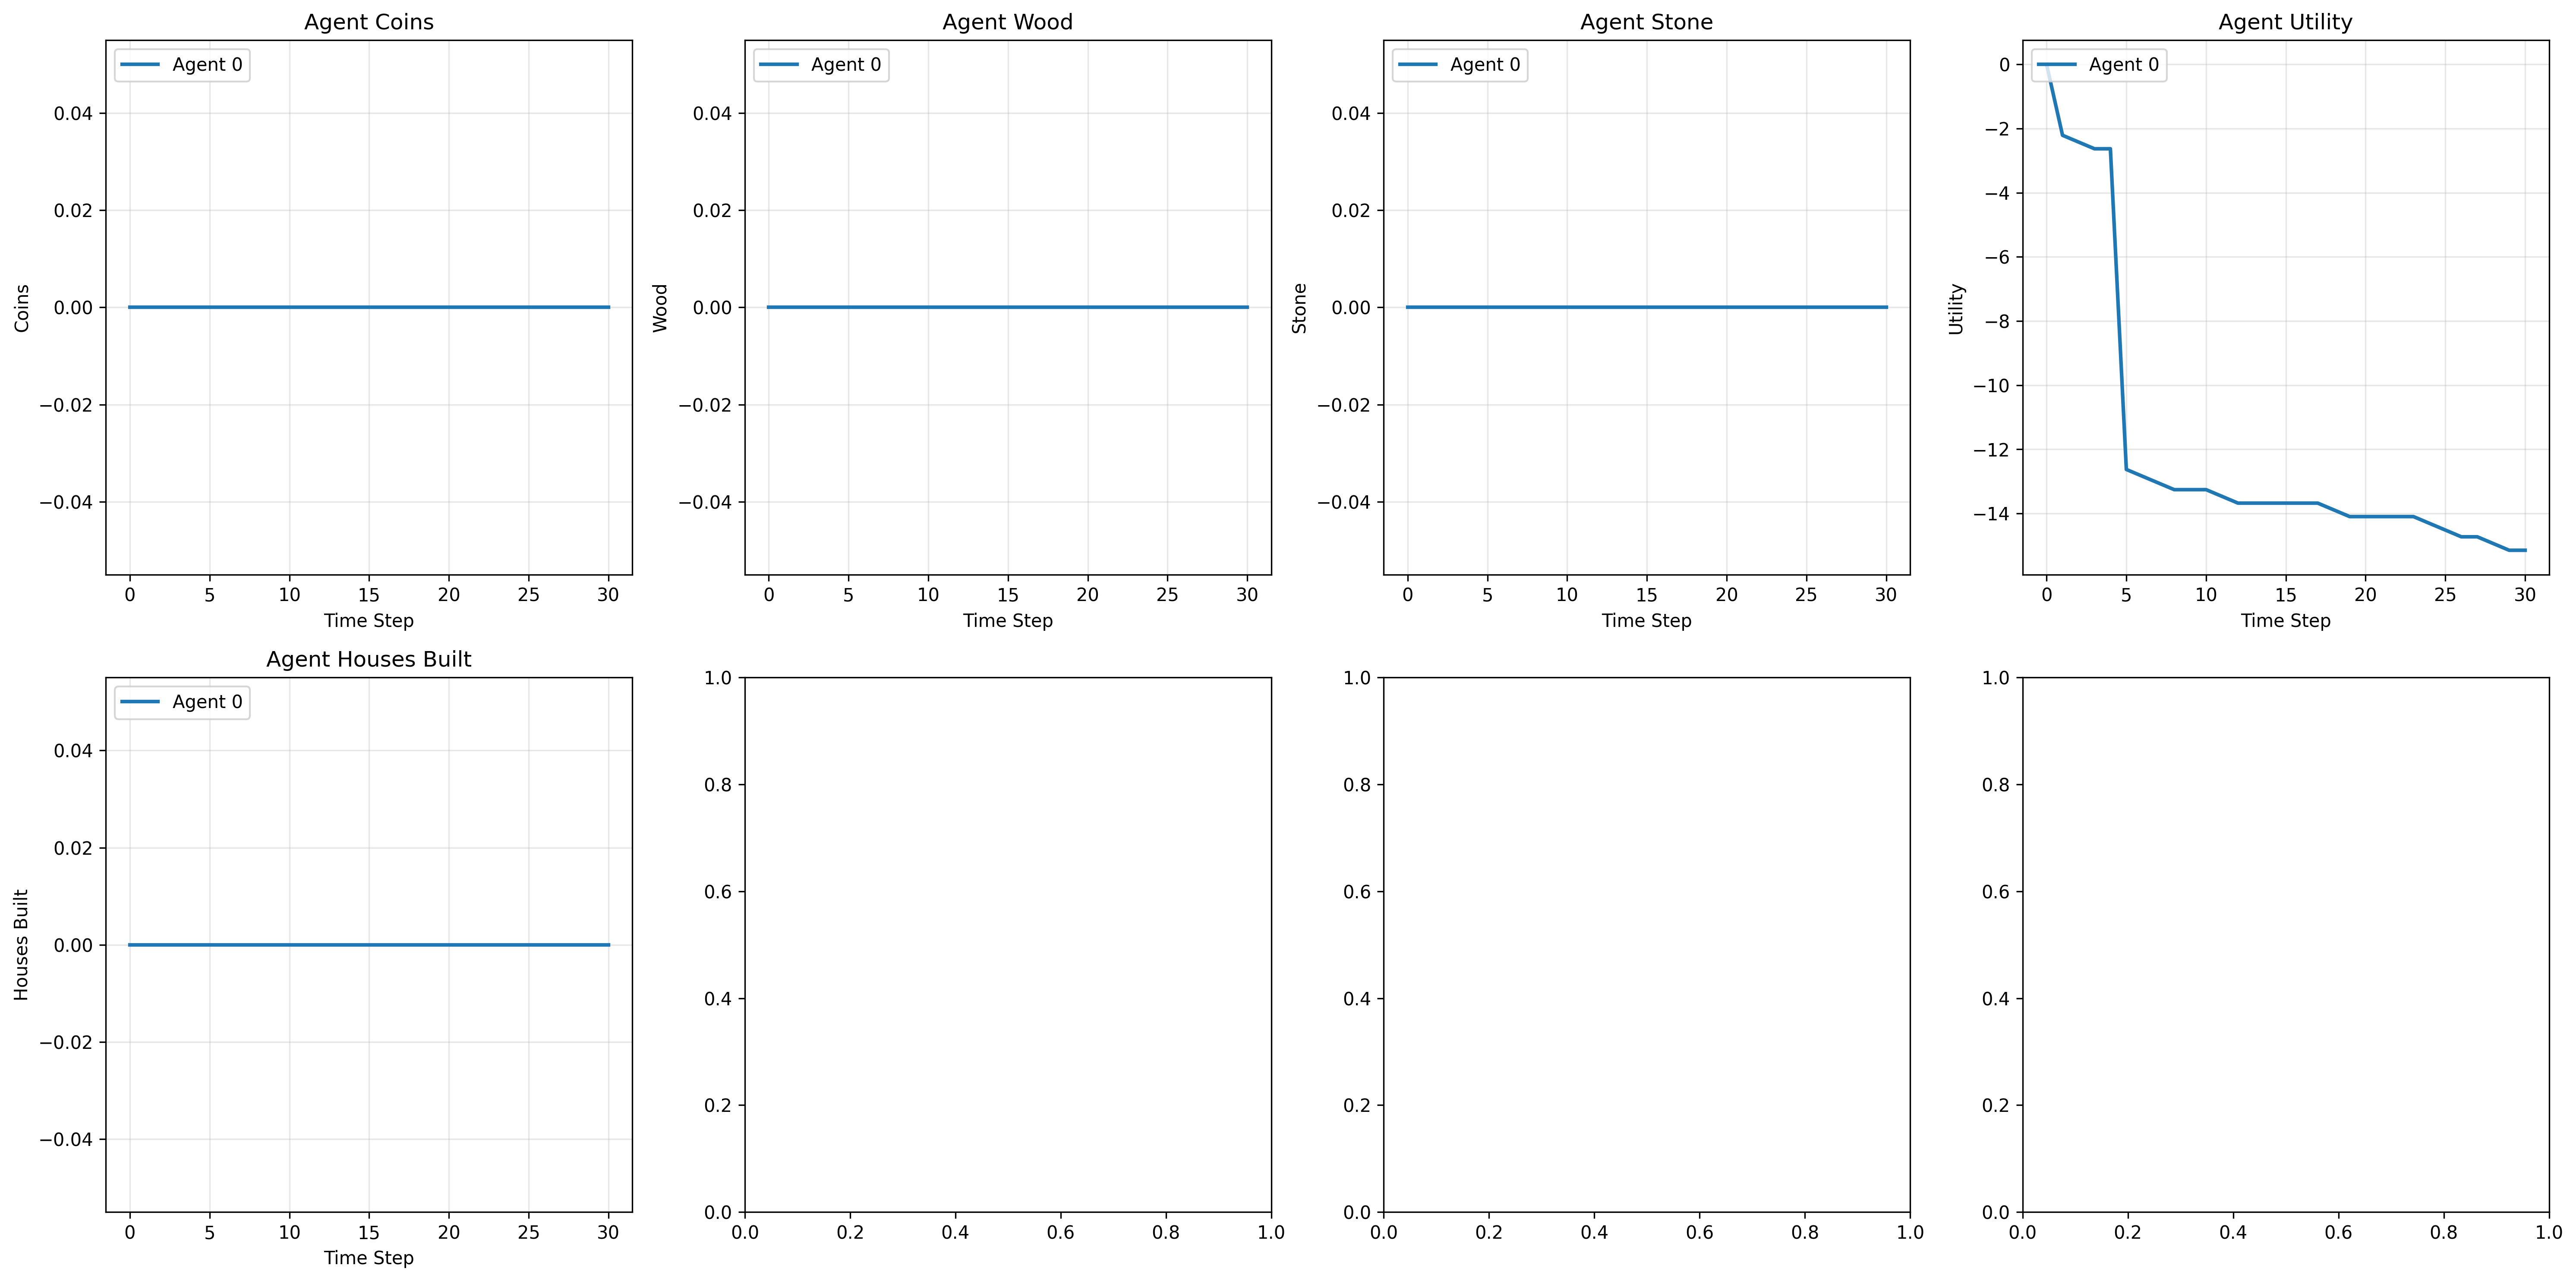 Agent Coins
Agent 0
0.04
0.02
0.00
−0.02
−0.04
Coins
0 5 10 15 20 25 30
Time Step
Agent Wood
Agent 0
0.04
0.02
0.00
−0.02
−0.04
Wood
0 5 10 15 20 25 30
Time Step
Agent Stone
Agent 0
0.04
0.02
0.00
−0.02
−0.04
Stone
0 5 10 15 20 25 30
Time Step
Agent Utility
Agent 0
0
−2
−4
−6
−8
−10
−12
−14
Utility
0 5 10 15 20 25 30
Time Step
Agent Houses Built
Agent 0
0.04
0.02
0.00
−0.02
−0.04
Houses Built
0 5 10 15 20 25 30
Time Step
1.0
0.8
0.6
0.4
0.2
0.0
0.0 0.2 0.4 0.6 0.8 1.0
1.0
0.8
0.6
0.4
0.2
0.0
0.0 0.2 0.4 0.6 0.8 1.0
1.0
0.8
0.6
0.4
0.2
0.0
0.0 0.2 0.4 0.6 0.8 1.0